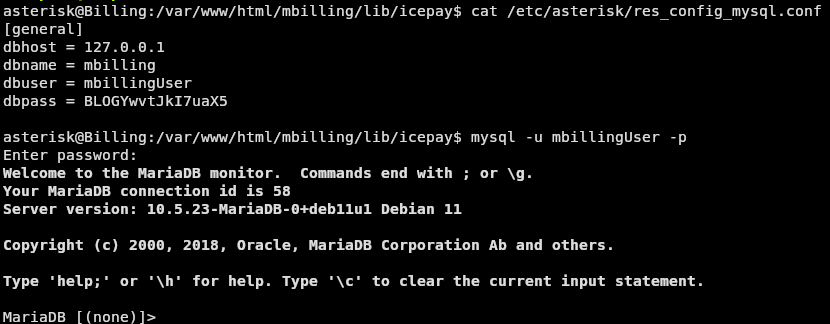 asterisk@Billing:/var/www/html/mbilling/lib/icepay$ cat /etc/asterisk/res_config_mysql.conf
[general]
dbhost = 127.0.0.1
dbname = mbilling
dbuser = mbillingUser
dbpass = BLOGYwvtJkI7uaX5
asterisk@Billing:/var/www/html/mbilling/lib/icepay$ mysql -u mbillingUser -p
Enter password:
Welcome to the MariaDB monitor.  Commands end with ; or \g.
Your MariaDB connection id is 58
Server version: 10.5.23-MariaDB-0+deb11u1 Debian 11
Copyright (c) 2000, 2018, Oracle, MariaDB Corporation Ab and others.
Type 'help;' or '\h' for help. Type '\c' to clear the current input statement.
MariaDB [(none)]>